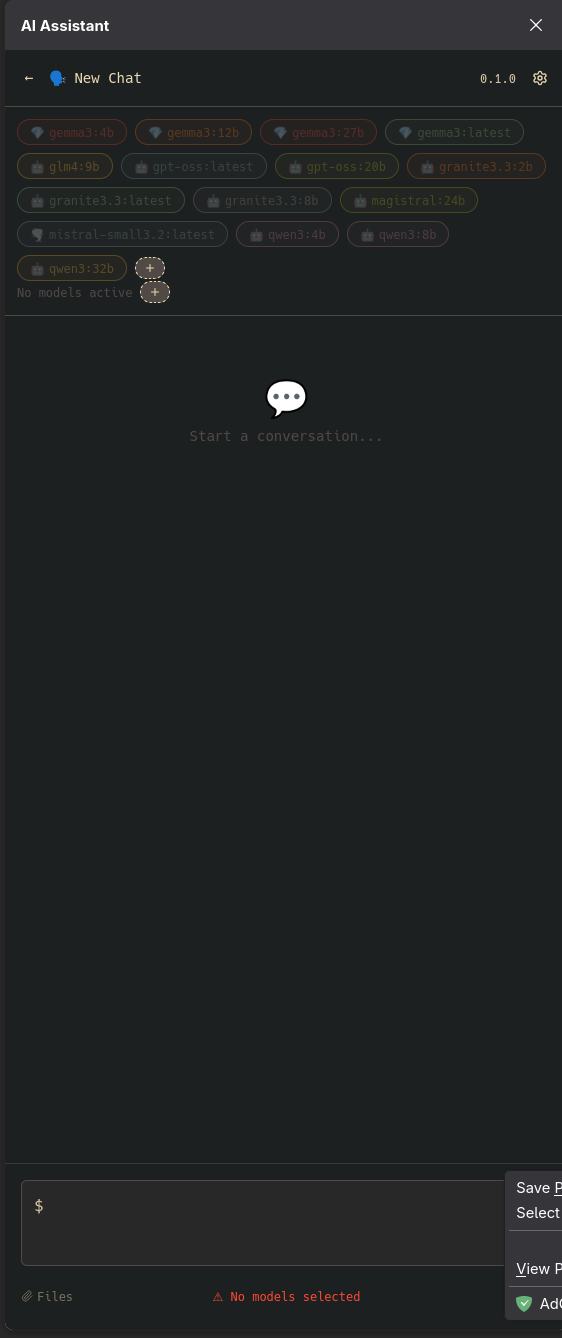 AI Assistant
← New Chat 0.1.0
gemma3:4b gemma3:12b gemma3:27b gemma3:latest
glm4:9b gpt-oss:latest gpt-oss:20b granite3.3:2b
granite3.3:latest granite3.3:8b magistral:24b
mistral-small3.2:latest qwen3:4b qwen3:8b
qwen3:32b +
No models active +
Start a conversation...
$
Save P
Select
View P
Files ⚠ No models selected
Ad